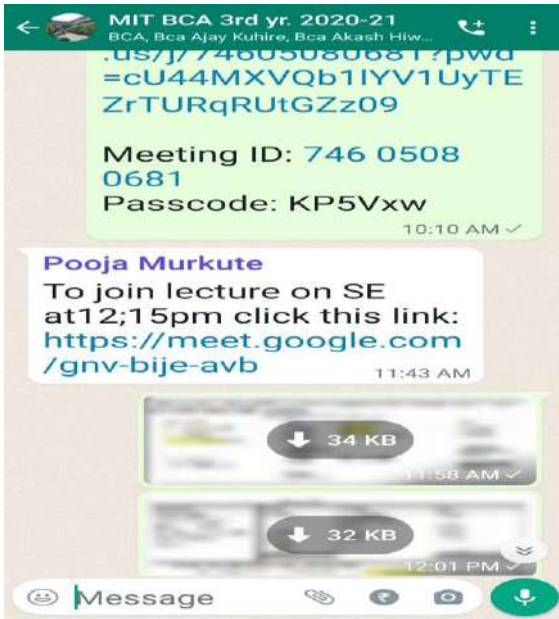 MIT BCA 3rd yr. 2020-21
BCA, Bca Ajay Kuhire, Bca Akash Hiw...
.us/j/74605080681?pwd
=cU44MXVQb1lYV1UyTE
ZrTURqRUtGZz09
Meeting ID: 746 0508
0681
Passcode: KP5Vxw
10:10 AM
Pooja Murkute
To join lecture on SE
at12;15pm click this link:
https://meet.google.com
/gnv-bije-avb
11:43 AM
34 KB
11:58 AM
32 KB
12:01 PM
Message